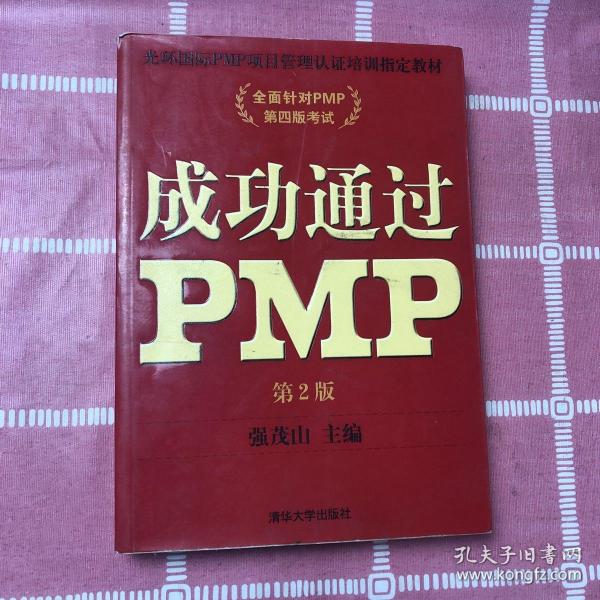 光环国际PMP项目管理认证培训指定教材
全面针对PMP
第四版考试
成功通过
PMP
第2版
强茂山 主编
清华大学出版社
孔夫子旧书网
www.kongfz.com